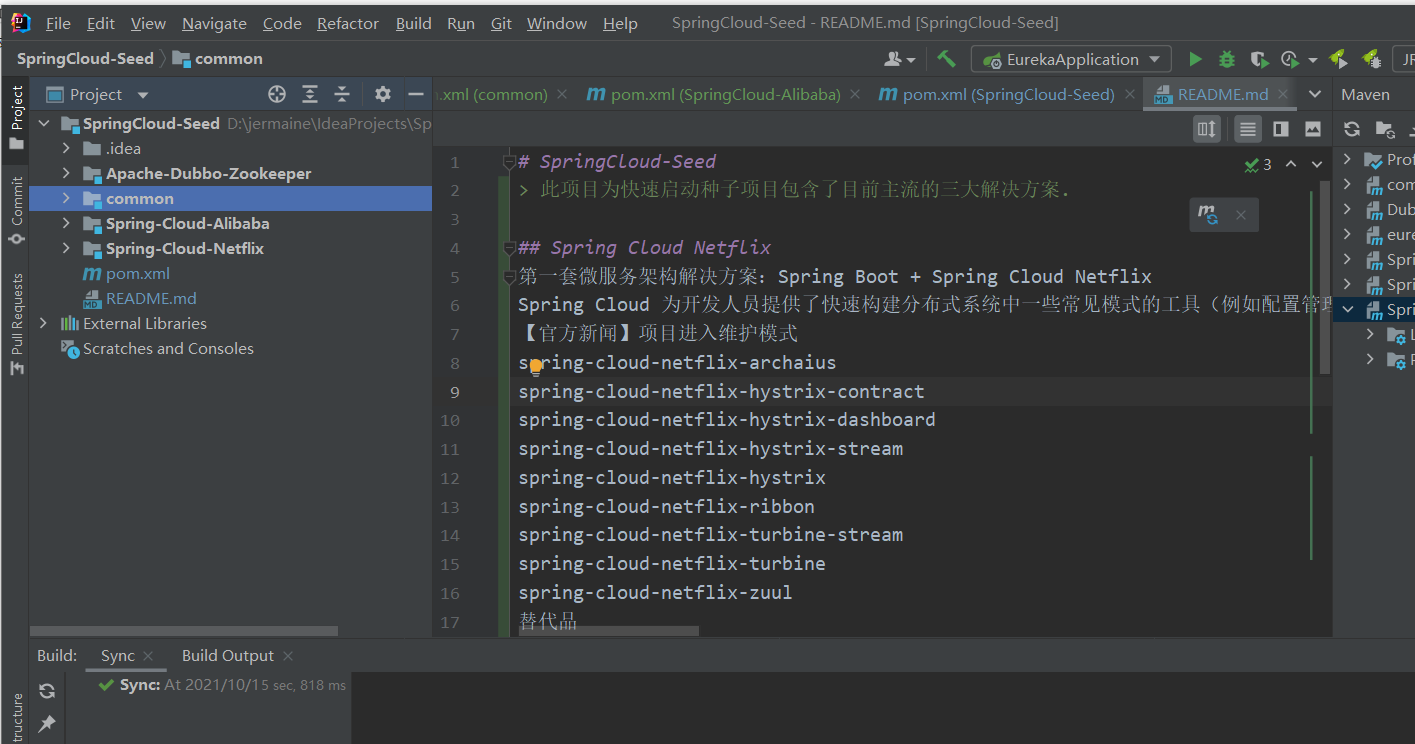 File Edit View Navigate Code Refactor Build Run Git Window Help SpringCloud-Seed - README.md [SpringCloud-Seed]
SpringCloud-Seed common EurekaApplication
Project .xml (common) pom.xml (SpringCloud-Alibaba) pom.xml (SpringCloud-Seed) README.md Maven
Project
Commit
Pull Requests
SpringCloud-Seed D:\jermaine\IdeaProjects\Sp
.idea
Apache-Dubbo-Zookeeper
common
Spring-Cloud-Alibaba
Spring-Cloud-Netflix
pom.xml
README.md
External Libraries
Scratches and Consoles
3
1 # SpringCloud-Seed
2 > 此项目为快速启动种子项目包含了目前主流的三大解决方案.
3
4 ## Spring Cloud Netflix
5 第一套微服务架构解决方案：Spring Boot + Spring Cloud Netflix
6 Spring Cloud 为开发人员提供了快速构建分布式系统中一些常见模式的工具（例如配置管理
7 【官方新闻】项目进入维护模式
8 spring-cloud-netflix-archaius
9 spring-cloud-netflix-hystrix-contract
10 spring-cloud-netflix-hystrix-dashboard
11 spring-cloud-netflix-hystrix-stream
12 spring-cloud-netflix-hystrix
13 spring-cloud-netflix-ribbon
14 spring-cloud-netflix-turbine-stream
15 spring-cloud-netflix-turbine
16 spring-cloud-netflix-zuul
17 替代品
Prof
com
Dub
eure
Spri
Spri
Spri
Build: Sync Build Output
Sync: At 2021/10/15 sec, 818 ms
ructure